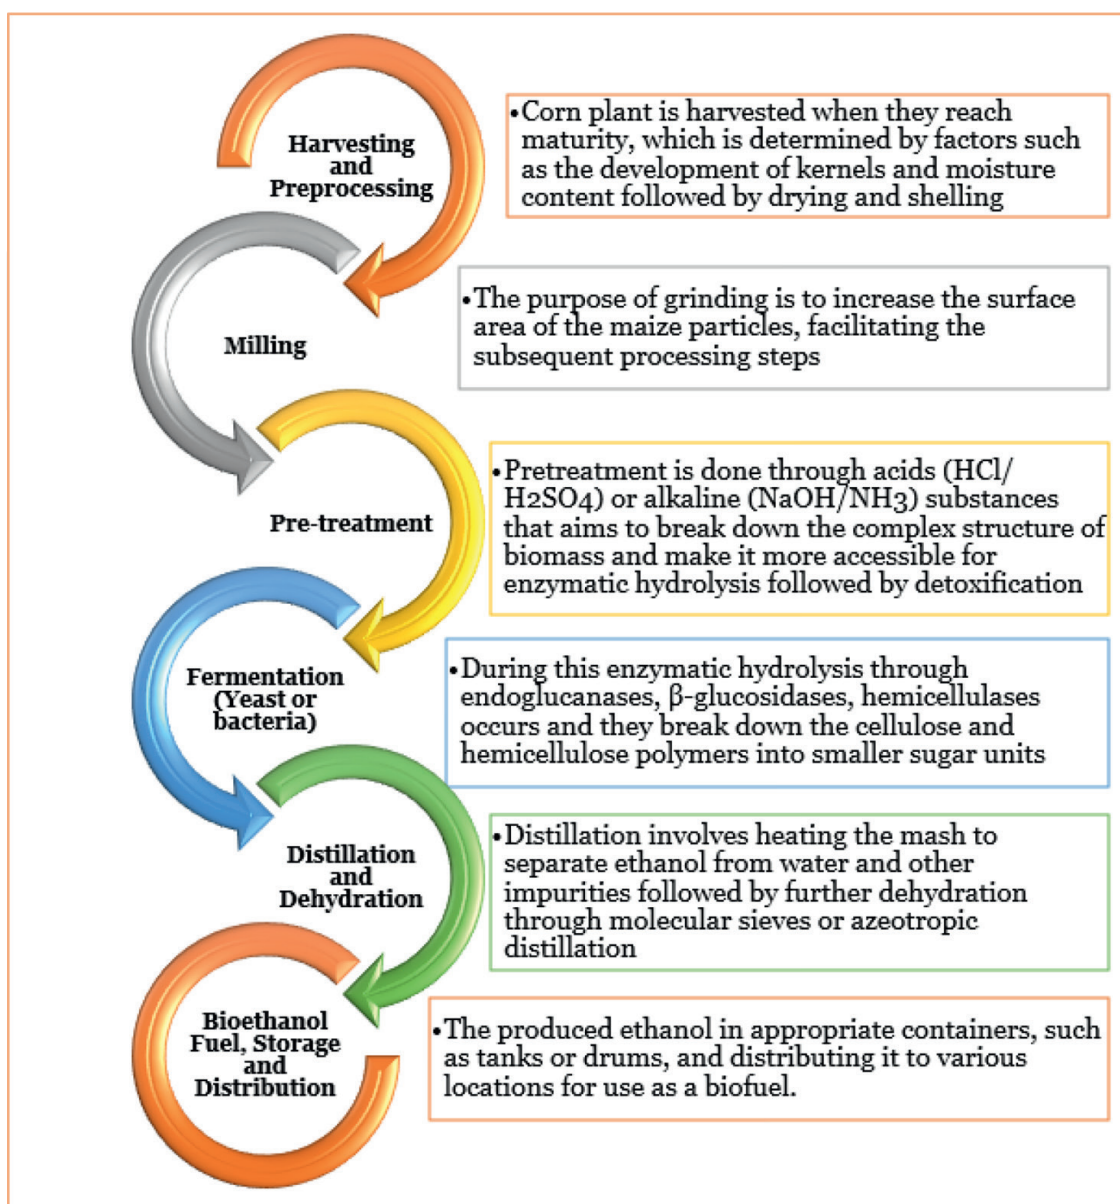 Harvesting
and
Preprocessing
•Corn plant is harvested when they reach
maturity, which is determined by factors such
as the development of kernels and moisture
content followed by drying and shelling
Milling
•The purpose of grinding is to increase the surface
area of the maize particles, facilitating the
subsequent processing steps
Pre-treatment
•Pretreatment is done through acids (HCl/
H2SO4) or alkaline (NaOH/NH3) substances
that aims to break down the complex structure of
biomass and make it more accessible for
enzymatic hydrolysis followed by detoxification
Fermentation
(Yeast or
bacteria)
•During this enzymatic hydrolysis through
endoglucanases, β-glucosidases, hemicellulases
occurs and they break down the cellulose and
hemicellulose polymers into smaller sugar units
Distillation
and
Dehydration
•Distillation involves heating the mash to
separate ethanol from water and other
impurities followed by further dehydration
through molecular sieves or azeotropic
distillation
Bioethanol
Fuel, Storage
and
Distribution
•The produced ethanol in appropriate containers, such
as tanks or drums, and distributing it to various
locations for use as a biofuel.